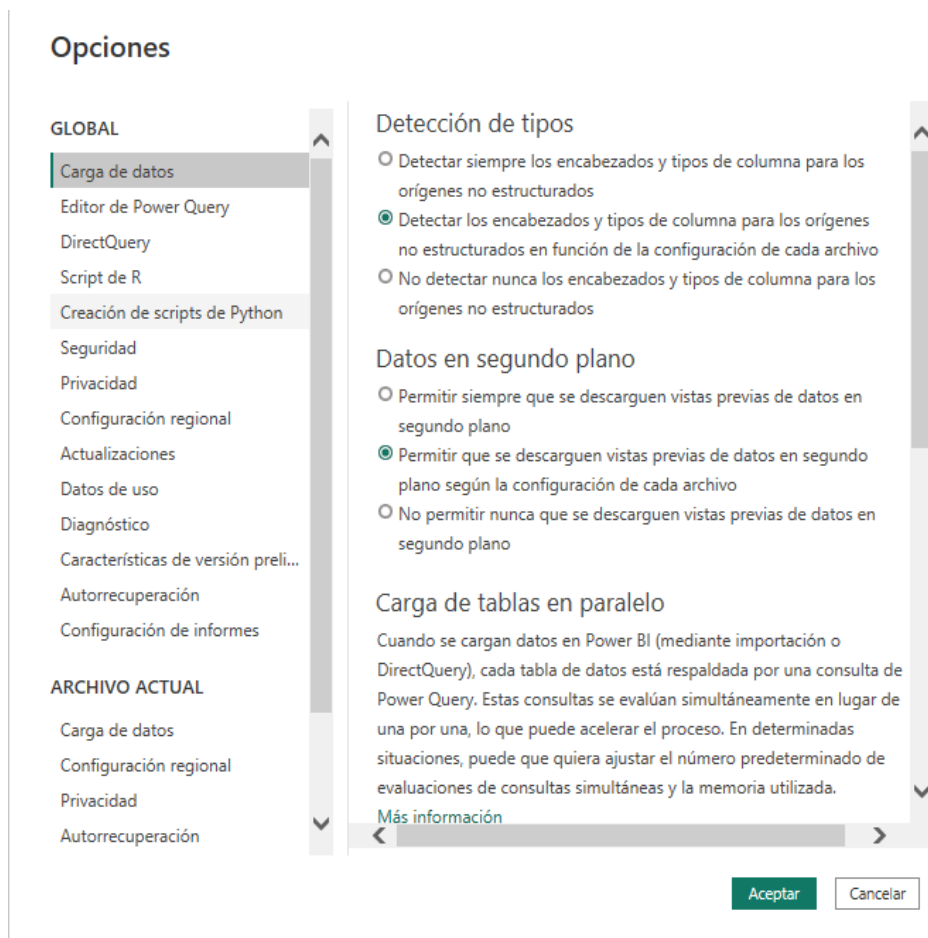 Opciones
GLOBAL
Carga de datos
Editor de Power Query
DirectQuery
Script de R
Creación de scripts de Python
Seguridad
Privacidad
Configuración regional
Actualizaciones
Datos de uso
Diagnóstico
Características de versión preli...
Autorrecuperación
Configuración de informes
ARCHIVO ACTUAL
Carga de datos
Configuración regional
Privacidad
Autorrecuperación
Detección de tipos
Detectar siempre los encabezados y tipos de columna para los
orígenes no estructurados
Detectar los encabezados y tipos de columna para los orígenes
no estructurados en función de la configuración de cada archivo
No detectar nunca los encabezados y tipos de columna para los
orígenes no estructurados
Datos en segundo plano
Permitir siempre que se descarguen vistas previas de datos en
segundo plano
Permitir que se descarguen vistas previas de datos en segundo
plano según la configuración de cada archivo
No permitir nunca que se descarguen vistas previas de datos en
segundo plano
Carga de tablas en paralelo
Cuando se cargan datos en Power BI (mediante importación o
DirectQuery), cada tabla de datos está respaldada por una consulta de
Power Query. Estas consultas se evalúan simultáneamente en lugar de
una por una, lo que puede acelerar el proceso. En determinadas
situaciones, puede que quiera ajustar el número predeterminado de
evaluaciones de consultas simultáneas y la memoria utilizada.
Más información
Aceptar
Cancelar